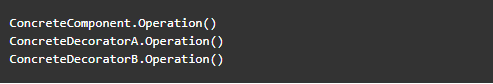 ConcreteComponent.Operation()
ConcreteDecoratorA.Operation()
ConcreteDecoratorB.Operation()